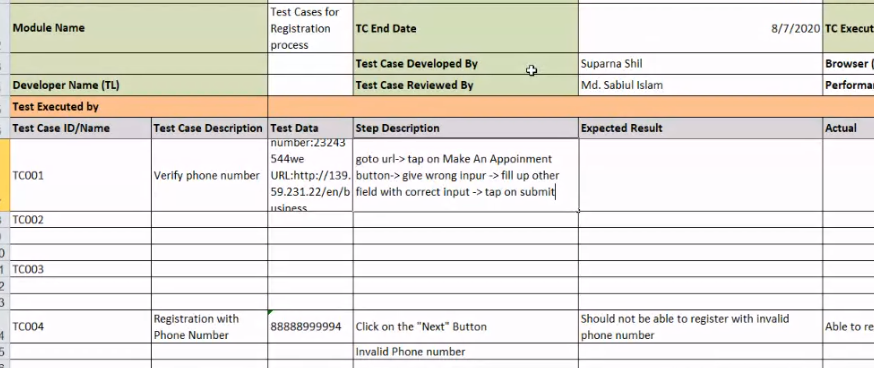 Module Name
Test Cases for
Registration
process
TC End Date
8/7/2020
TC Execut
Test Case Developed By
Suparna Shil
Browser (
Developer Name (TL)
Test Case Reviewed By
Md. Sabiul Islam
Performa
Test Executed by
Test Case ID/Name
Test Case Description
Test Data
Step Description
Expected Result
Actual
TC001
Verify phone number
number:23243
544we
URL:http://139.
59.231.22/en/b
usiness
goto url-> tap on Make An Appoinment
button-> give wrong inpur -> fill up other
field with correct input -> tap on submit
TC002
TC003
TC004
Registration with
Phone Number
88888999994
Click on the "Next" Button
Should not be able to register with invalid
phone number
Able to re
Invalid Phone number